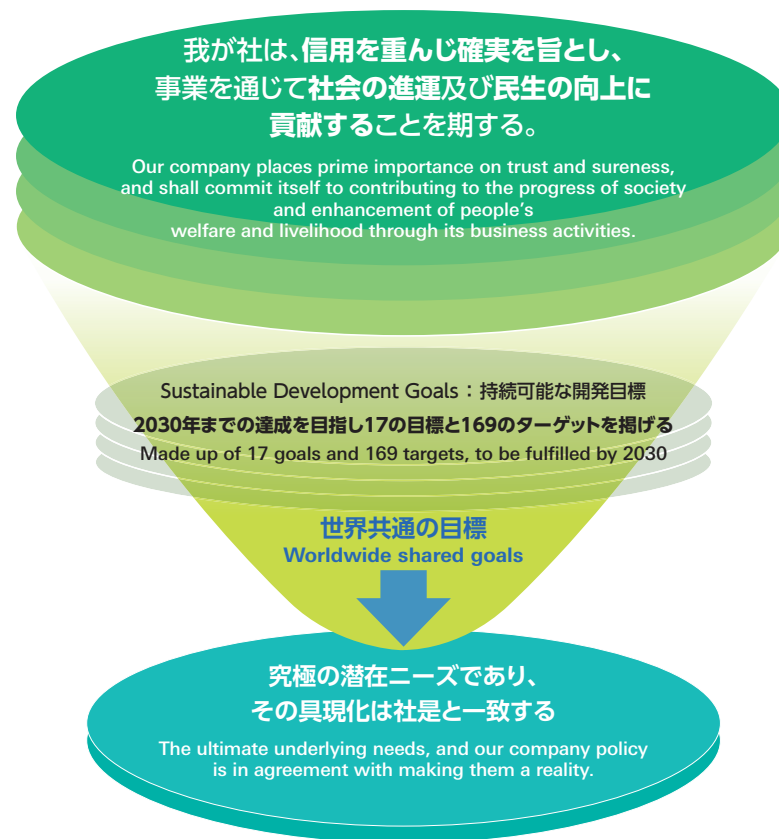 我が社は、信用を重んじ確実を旨とし、
事業を通じて社会の進運及び民生の向上に
貢献することを期する。
Our company places prime importance on trust and sureness,
and shall commit itself to contributing to the progress of society
and enhancement of people's
welfare and livelihood through its business activities.
Sustainable Development Goals：持続可能な開発目標
2030年までの達成を目指し17の目標と169のターゲットを掲げる
Made up of 17 goals and 169 targets, to be fulfilled by 2030
世界共通の目標
Worldwide shared goals
究極の潜在ニーズであり、
その具現化は社是と一致する
The ultimate underlying needs, and our company policy
is in agreement with making them a reality.